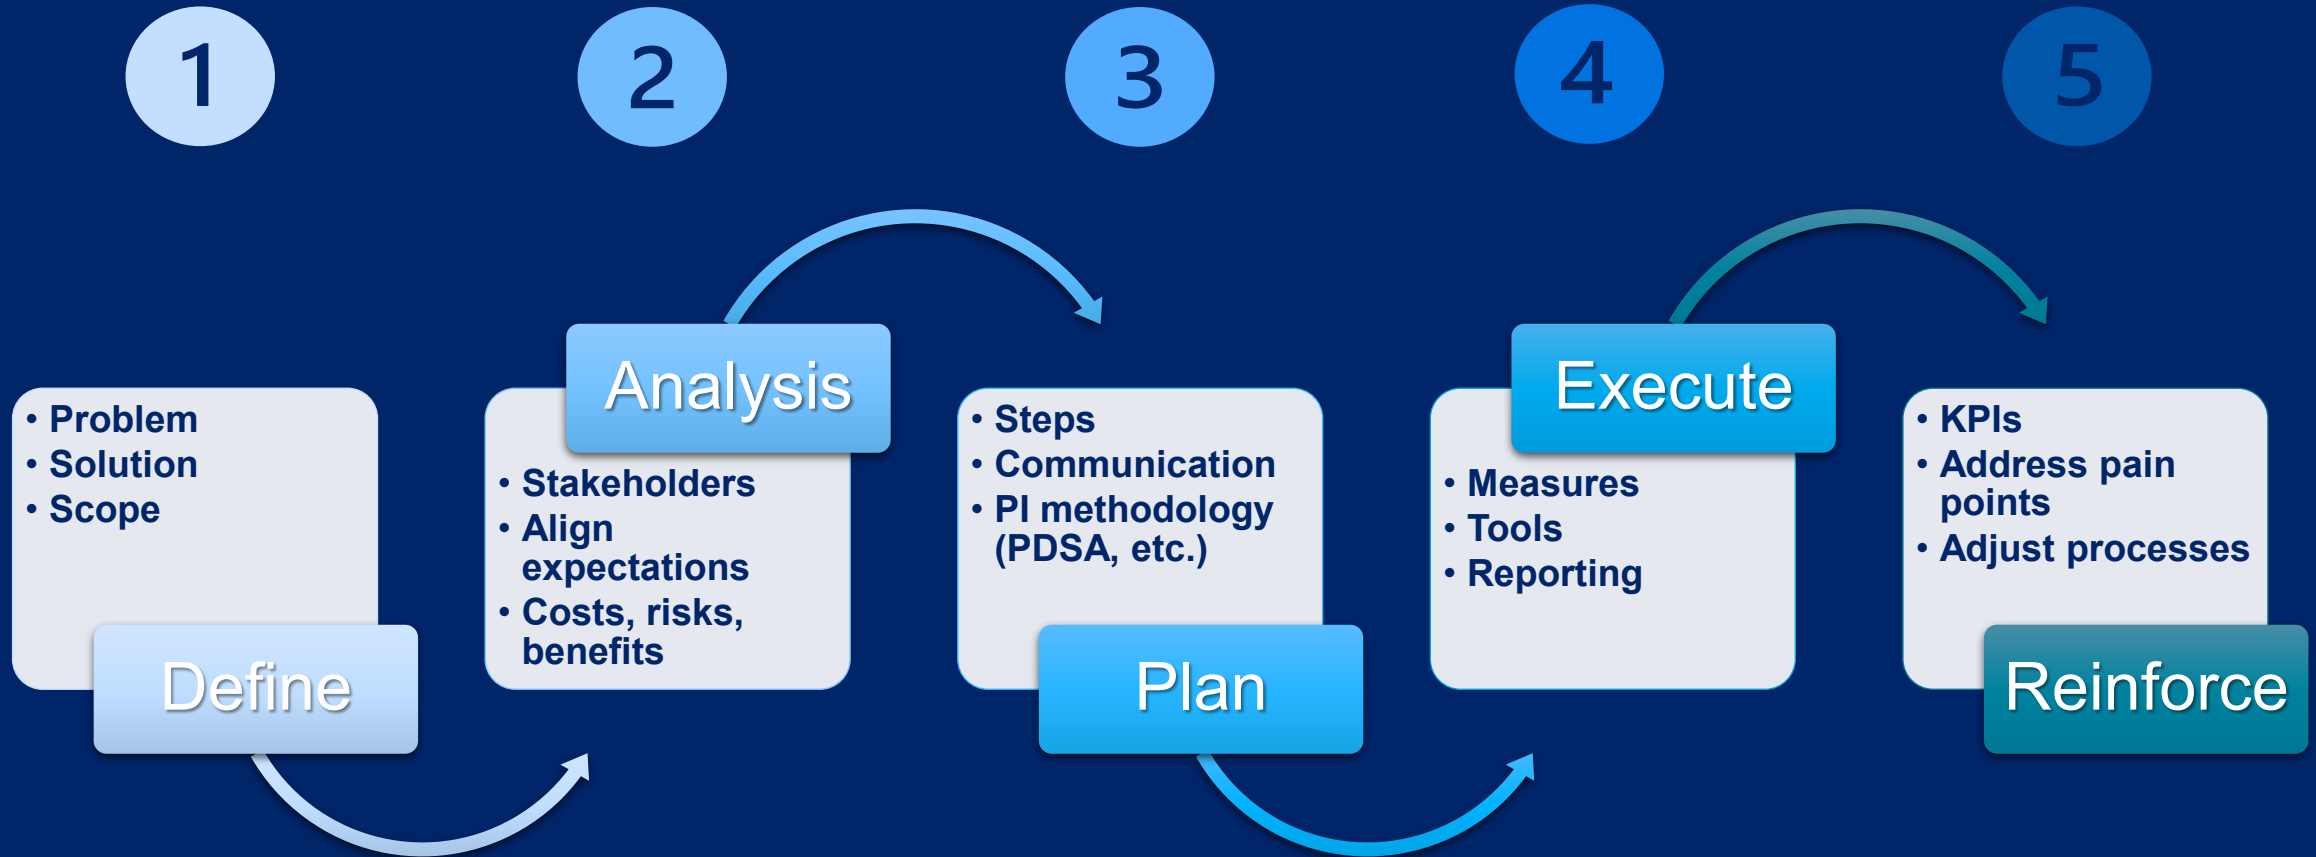 1
2
3
4
5
• Problem
• Solution
• Scope
Define
Analysis
• Stakeholders
• Align
expectations
• Costs, risks,
benefits
• Steps
• Communication
• PI methodology
(PDSA, etc.)
Plan
Execute
• Measures
• Tools
• Reporting
• KPIs
• Address pain
points
• Adjust processes
Reinforce